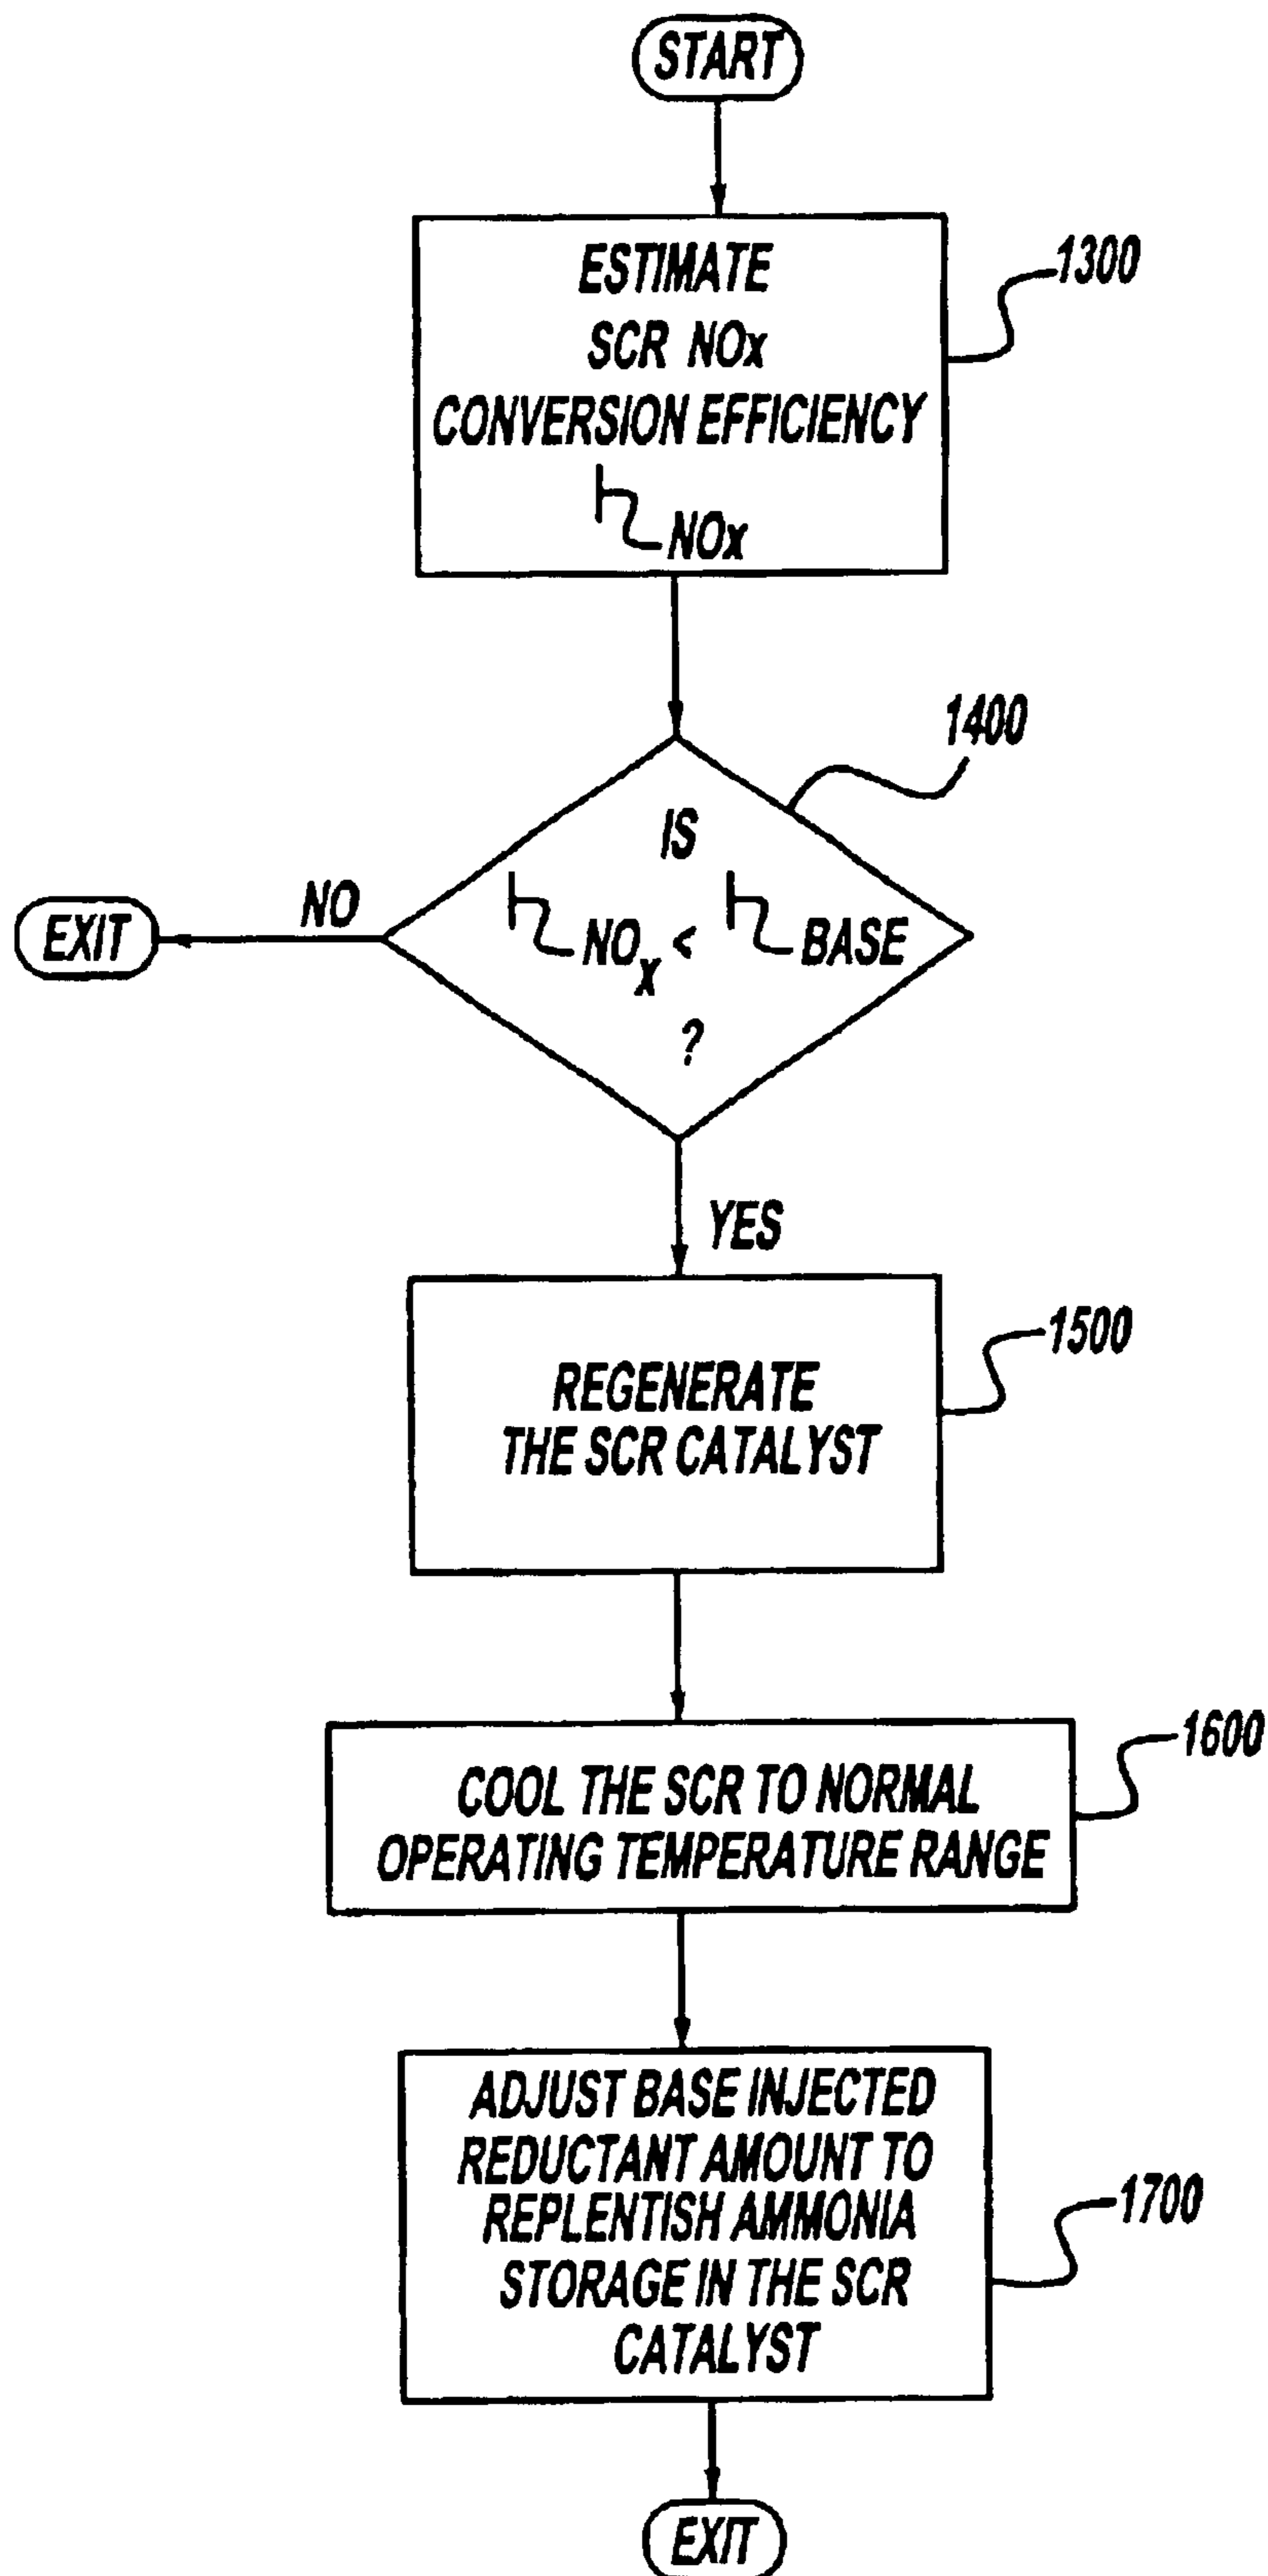 START
ESTIMATE
SCR NOx
CONVERSION EFFICIENCY
NOx
1300
IS
NOx < BASE
?
1400
NO
EXIT
YES
REGENERATE
THE SCR CATALYST
1500
COOL THE SCR TO NORMAL
OPERATING TEMPERATURE RANGE
1600
ADJUST BASE INJECTED
REDUCTANT AMOUNT TO
REPLENTISH AMMONIA
STORAGE IN THE SCR
CATALYST
1700
EXIT